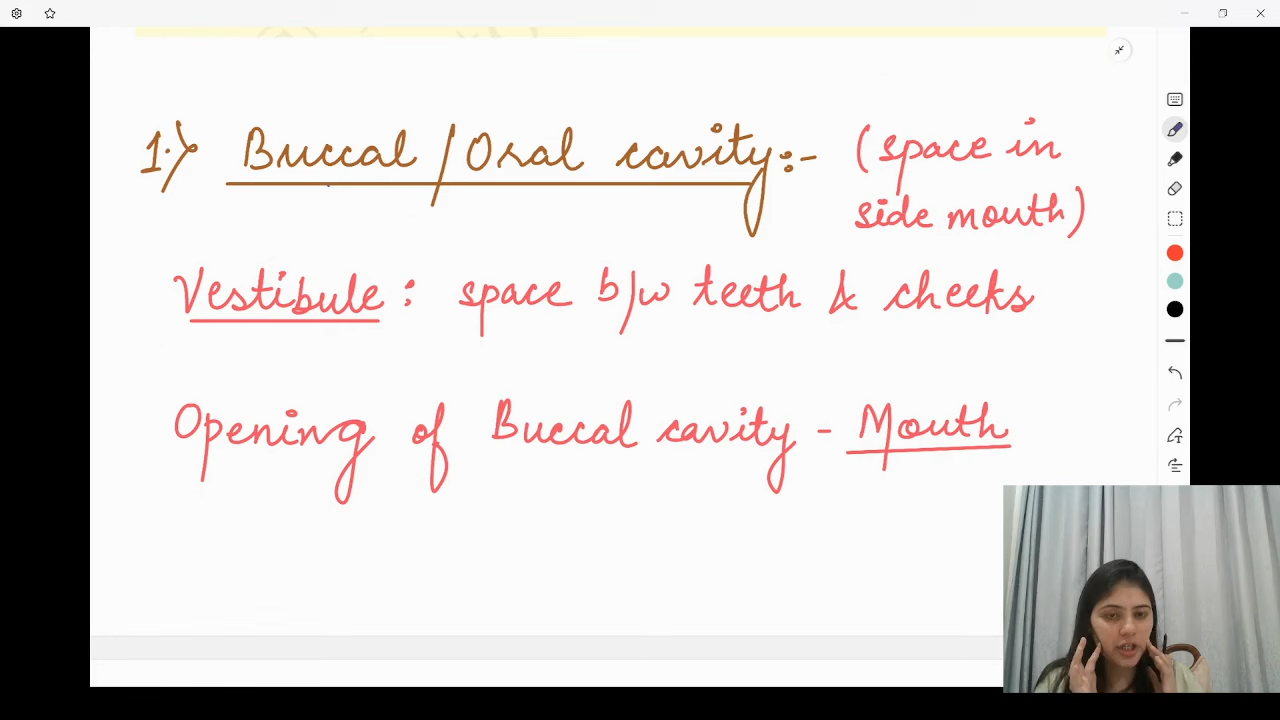 1.) Buccal / Oral cavity :- (space in
side mouth)
Vestibule : space b/w teeth & cheeks
Opening of Buccal cavity - Mouth